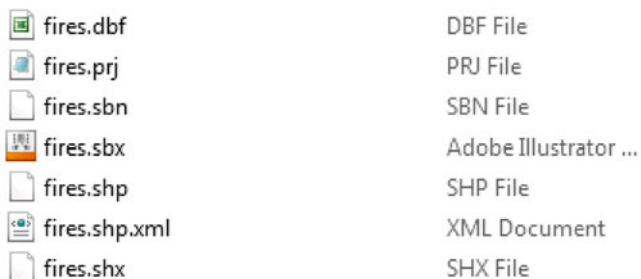 fires.dbf DBF File
fires.prj PRJ File
fires.sbn SBN File
fires.sbx Adobe Illustrator ...
fires.shp SHP File
fires.shp.xml XML Document
fires.shx SHX File